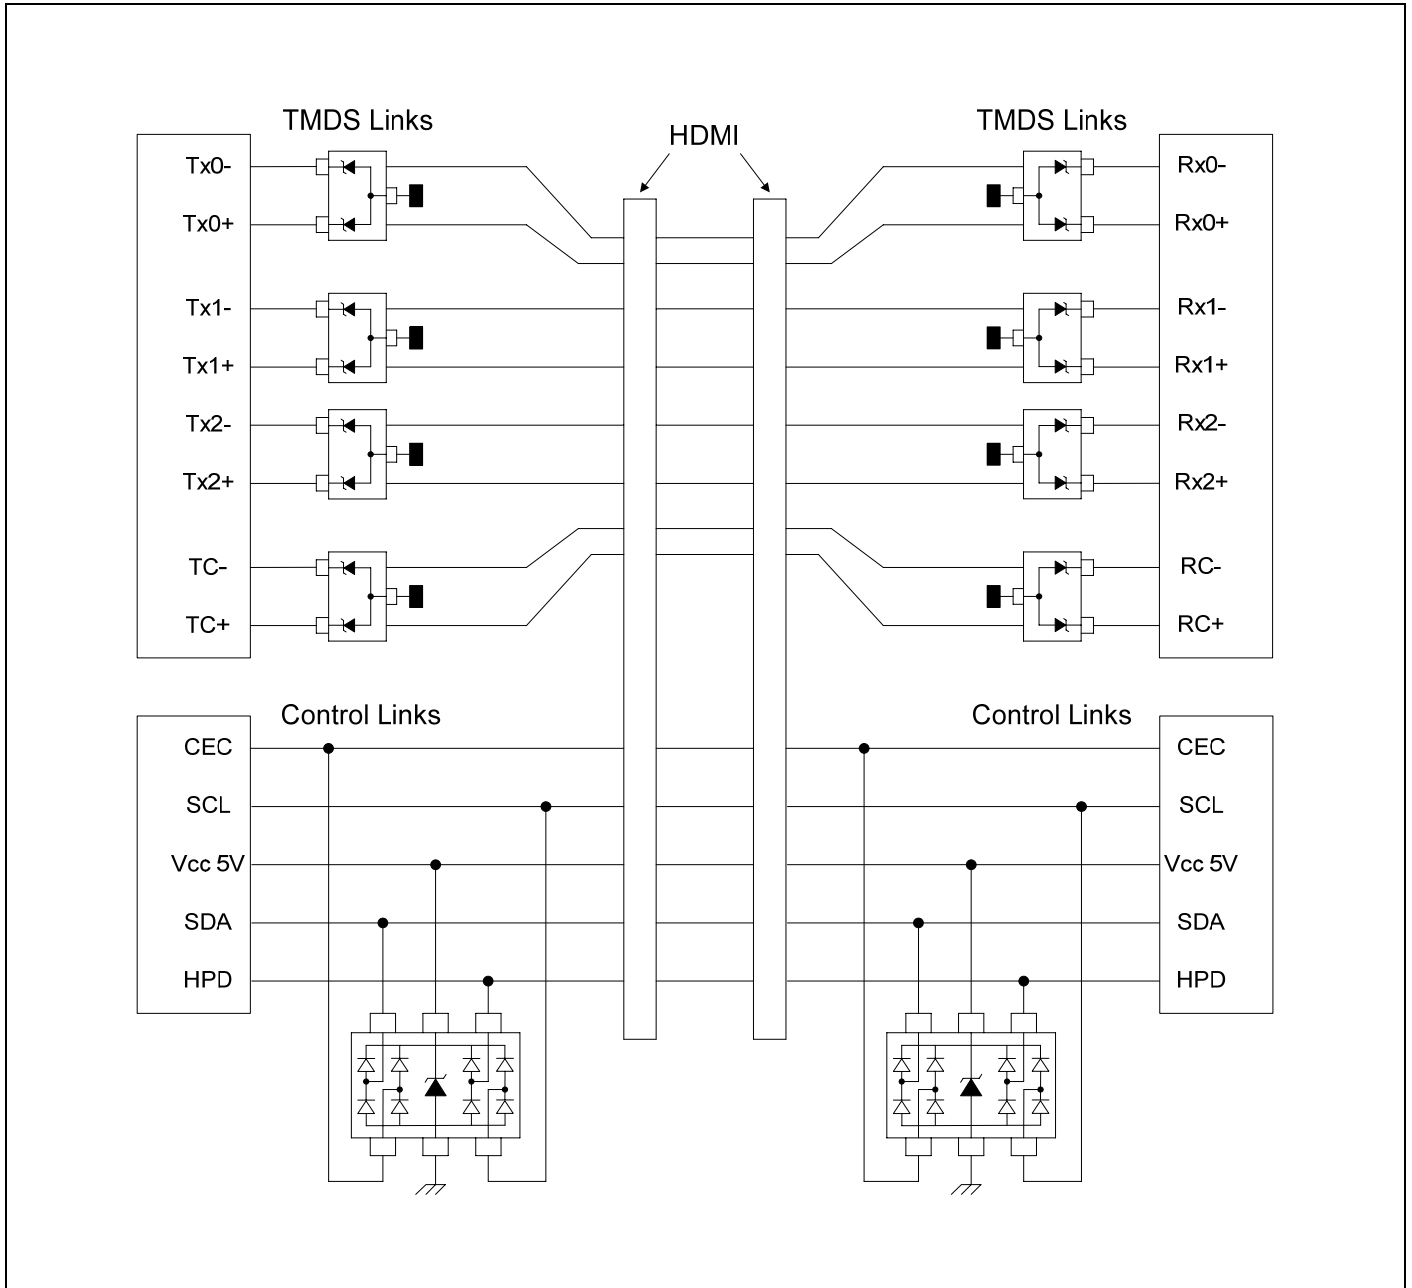 TMDS Links
HDMI
TMDS Links
Tx0-
Tx0+
Tx1-
Tx1+
Tx2-
Tx2+
TC-
TC+
Rx0-
Rx0+
Rx1-
Rx1+
Rx2-
Rx2+
RC-
RC+
Control Links
Control Links
CEC
SCL
Vcc 5V
SDA
HPD
CEC
SCL
Vcc 5V
SDA
HPD